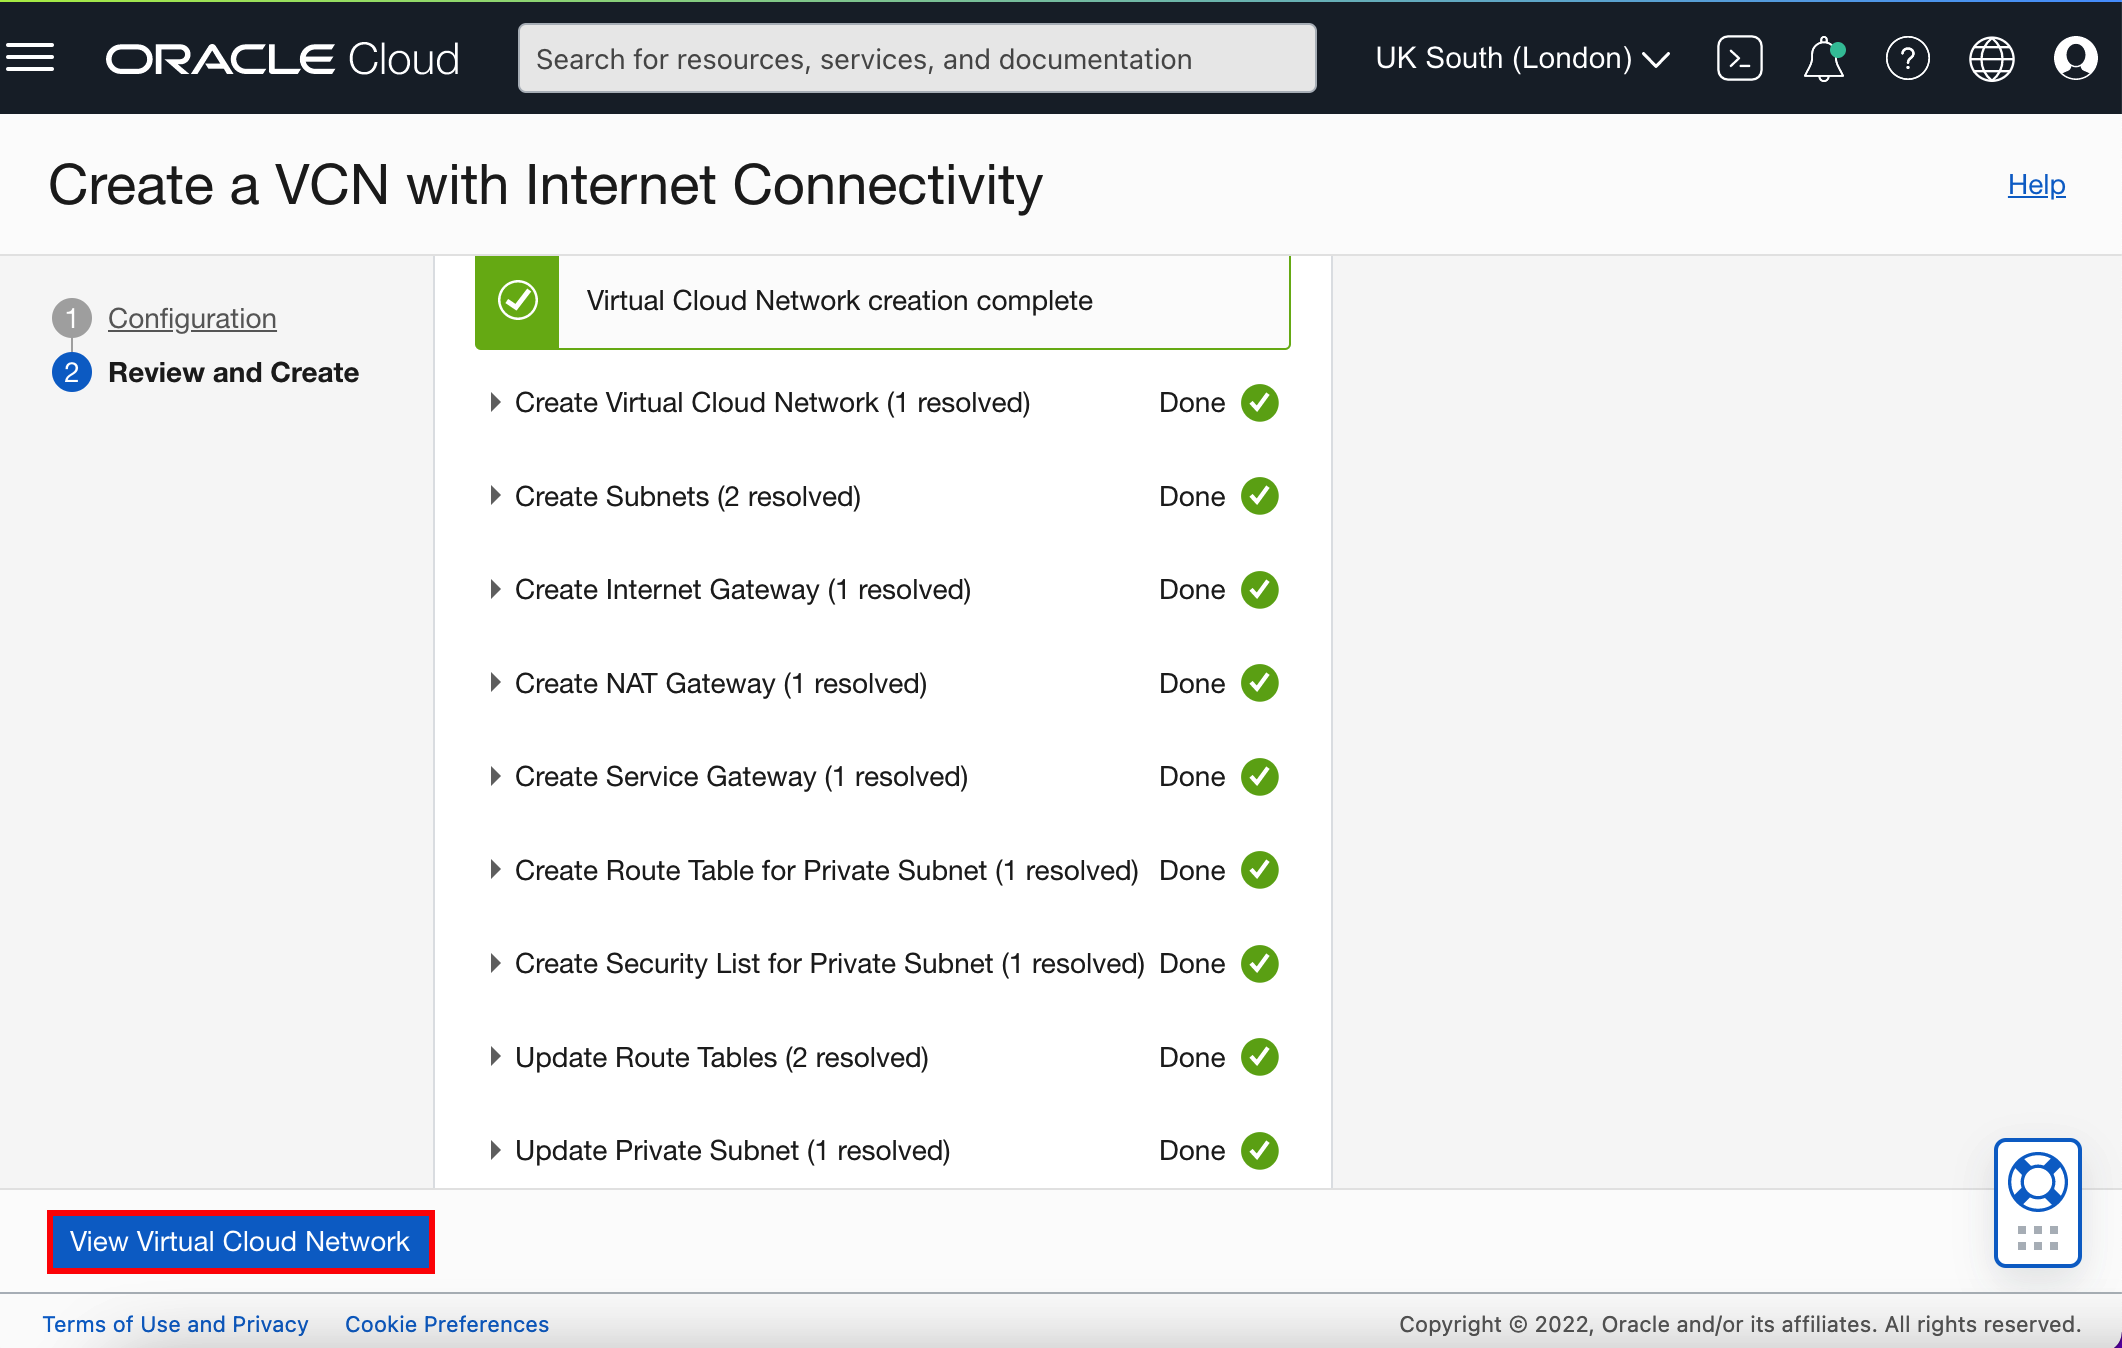 ORACLE Cloud
Search for resources, services, and documentation
UK South (London)
Create a VCN with Internet Connectivity
Help
1 Configuration
2 Review and Create
Virtual Cloud Network creation complete
Create Virtual Cloud Network (1 resolved) Done
Create Subnets (2 resolved) Done
Create Internet Gateway (1 resolved) Done
Create NAT Gateway (1 resolved) Done
Create Service Gateway (1 resolved) Done
Create Route Table for Private Subnet (1 resolved) Done
Create Security List for Private Subnet (1 resolved) Done
Update Route Tables (2 resolved) Done
Update Private Subnet (1 resolved) Done
View Virtual Cloud Network
Terms of Use and Privacy Cookie Preferences Copyright © 2022, Oracle and/or its affiliates. All rights reserved.